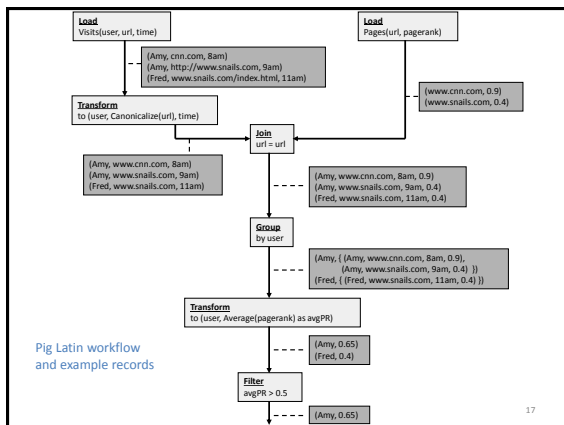 Load
Visits(user, url, time)
Load
Pages(url, pagerank)
(Amy, cnn.com, 8am)
(Amy, http://www.snails.com, 9am)
(Fred, www.snails.com/index.html, 11am)
(www.cnn.com, 0.9)
(www.snails.com, 0.4)
Transform
to (user, Canonicalize(url), time)
Join
url = url
(Amy, www.cnn.com, 8am)
(Amy, www.snails.com, 9am)
(Fred, www.snails.com, 11am)
(Amy, www.cnn.com, 8am, 0.9)
(Amy, www.snails.com, 9am, 0.4)
(Fred, www.snails.com, 11am, 0.4)
Group
by user
(Amy, { (Amy, www.cnn.com, 8am, 0.9),
(Amy, www.snails.com, 9am, 0.4) })
(Fred, { (Fred, www.snails.com, 11am, 0.4) })
Transform
to (user, Average(pagerank) as avgPR)
(Amy, 0.65)
(Fred, 0.4)
Pig Latin workflow
and example records
Filter
avgPR > 0.5
(Amy, 0.65)
17